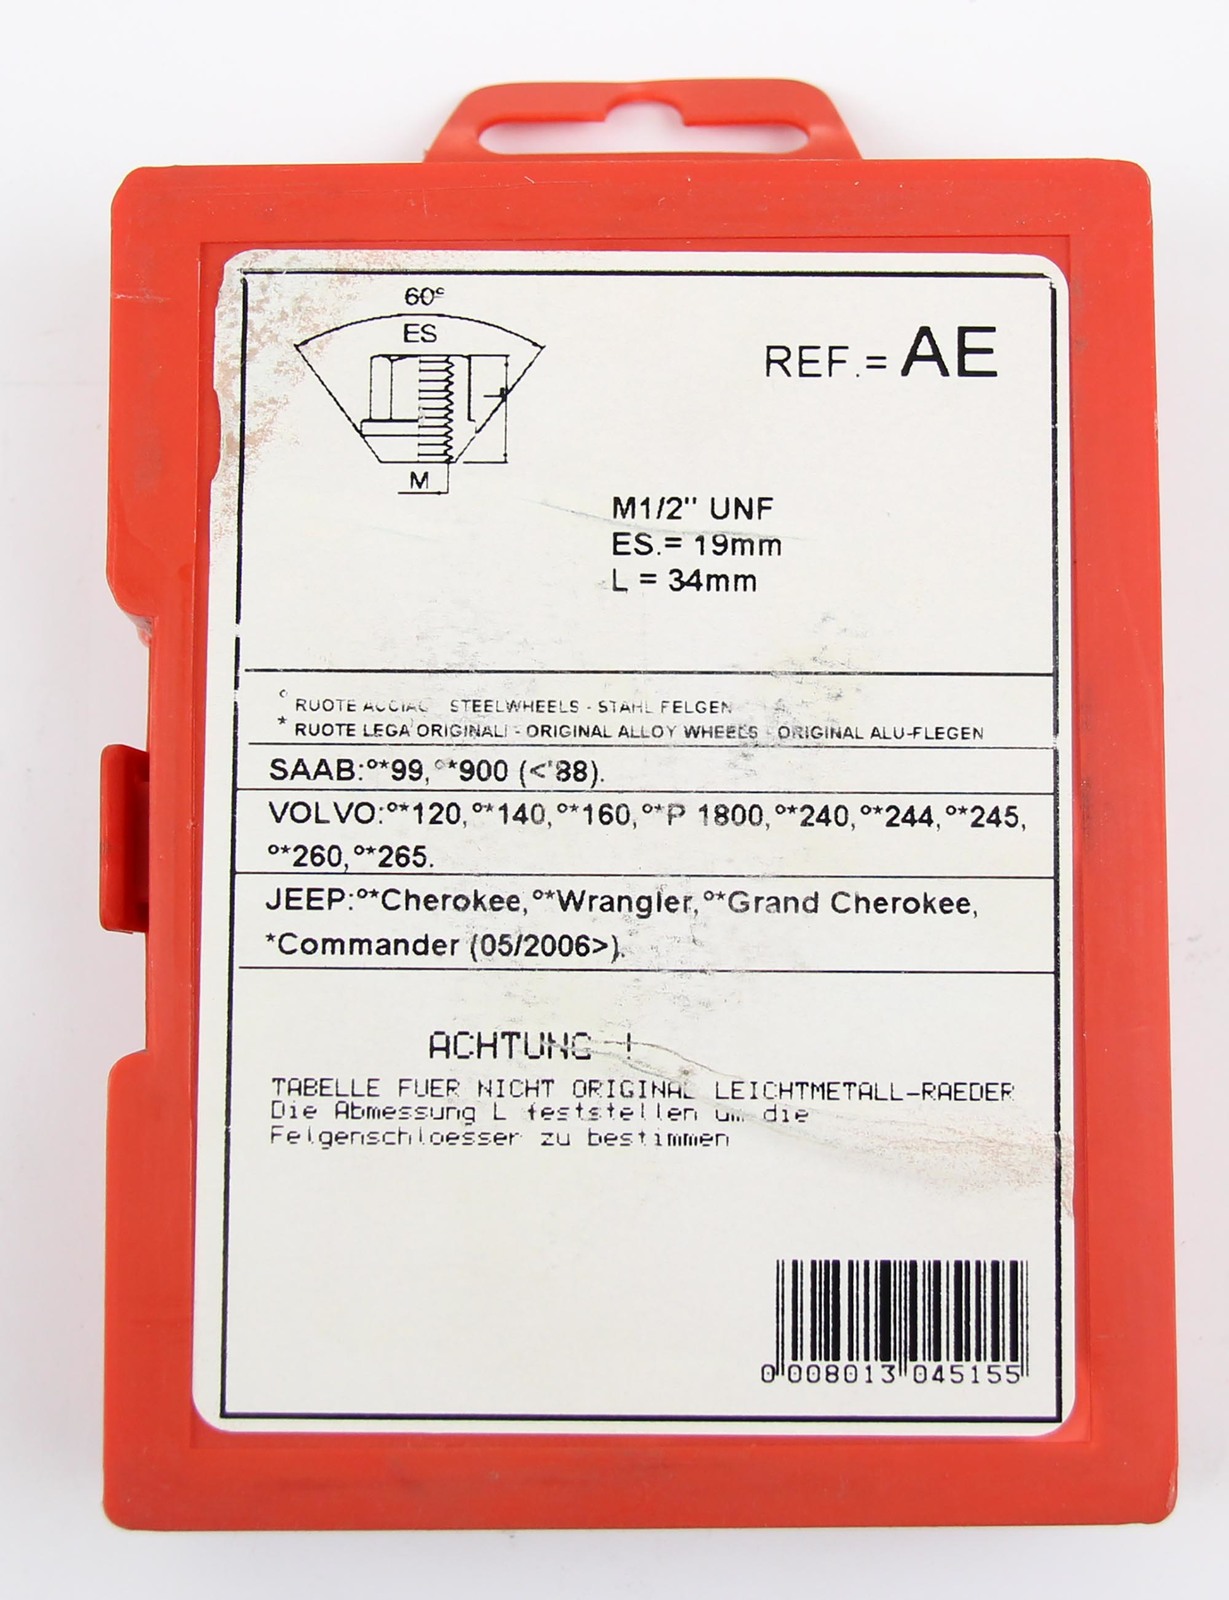 60°
ES
L
M
REF.= AE
M1/2" UNF
ES.= 19mm
L = 34mm
° RUOTE ACCIAIO STEELWHEELS - STAHL FELGEN
* RUOTE LEGA ORIGINALI - ORIGINAL ALLOY WHEELS - ORIGINAL ALU-FLEGEN
SAAB:°*99,°*900 (<'88).
VOLVO:°*120,°*140,°*160,°*P 1800,°*240,°*244,°*245,
°*260,°*265.
JEEP:°*Cherokee,°*Wrangler,°*Grand Cherokee,
*Commander (05/2006>).
ACHTUNG !
TABELLE FUER NICHT ORIGINAL LEICHTMETALL-RAEDER
Die Abmessung L feststellen um die
Felgenschloesser zu bestimmen
0 008013 045155